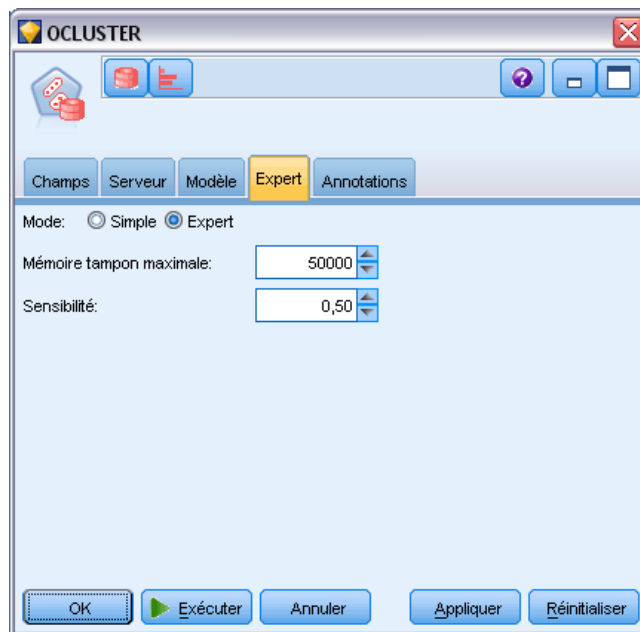 OCLUSTER
?
Champs Serveur Modèle Expert Annotations
Mode: Simple Expert
Mémoire tampon maximale: 50000
Sensibilité: 0,50
OK Exécuter Annuler Appliquer Réinitialiser